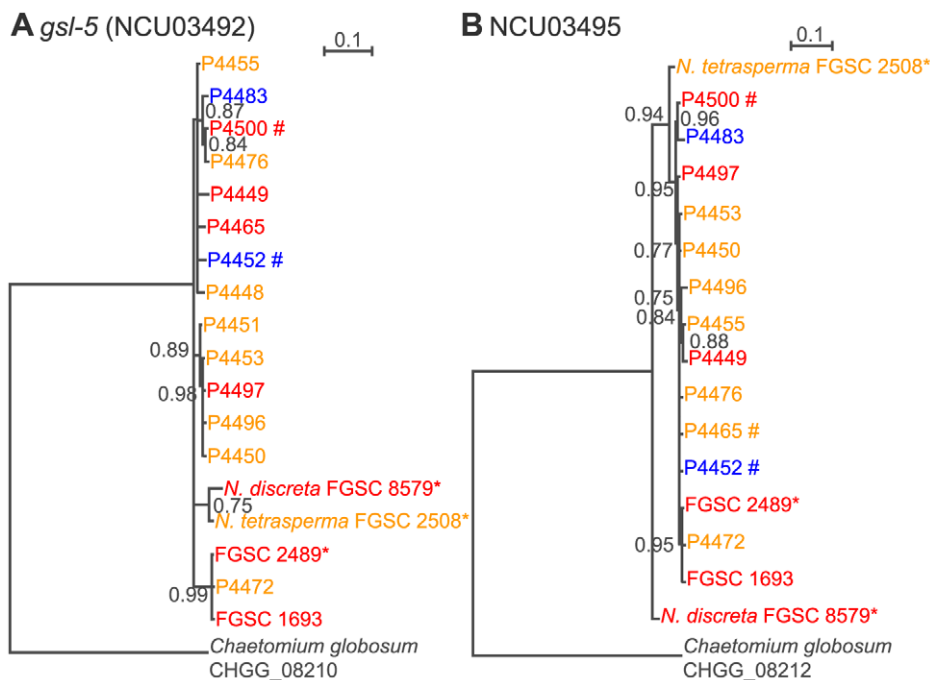 A gsl-5 (NCU03492)
0.1
P4455
P4483
0.87
P4500 #
0.84
P4476
P4449
P4465
P4452 #
P4448
P4451
0.89
P4453
P4497
0.98
P4496
P4450
N. discreta FGSC 8579*
0.75
N. tetrasperma FGSC 2508*
FGSC 2489*
P4472
0.99
FGSC 1693
Chaetomium globosum
CHGG_08210
B NCU03495
0.1
N. tetrasperma FGSC 2508*
P4500 #
0.94
0.96
P4483
P4497
0.95
P4453
0.77
P4450
P4496
0.75
0.84
P4455
0.88
P4449
P4476
P4465 #
P4452 #
FGSC 2489*
0.95
P4472
FGSC 1693
N. discreta FGSC 8579*
Chaetomium globosum
CHGG_08212